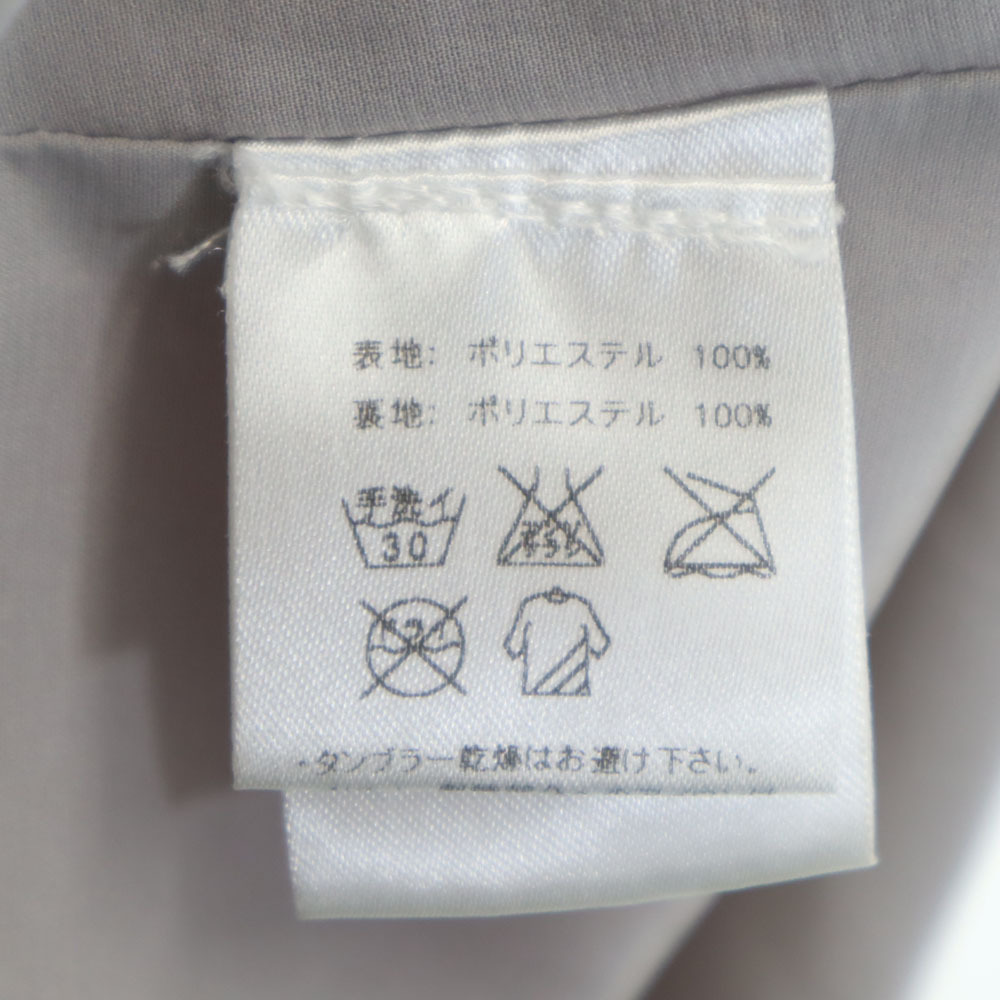 表地: ポリエステル 100%
裏地: ポリエステル 100%
手洗イ
30
・タンブラー乾燥はお避け下さい。